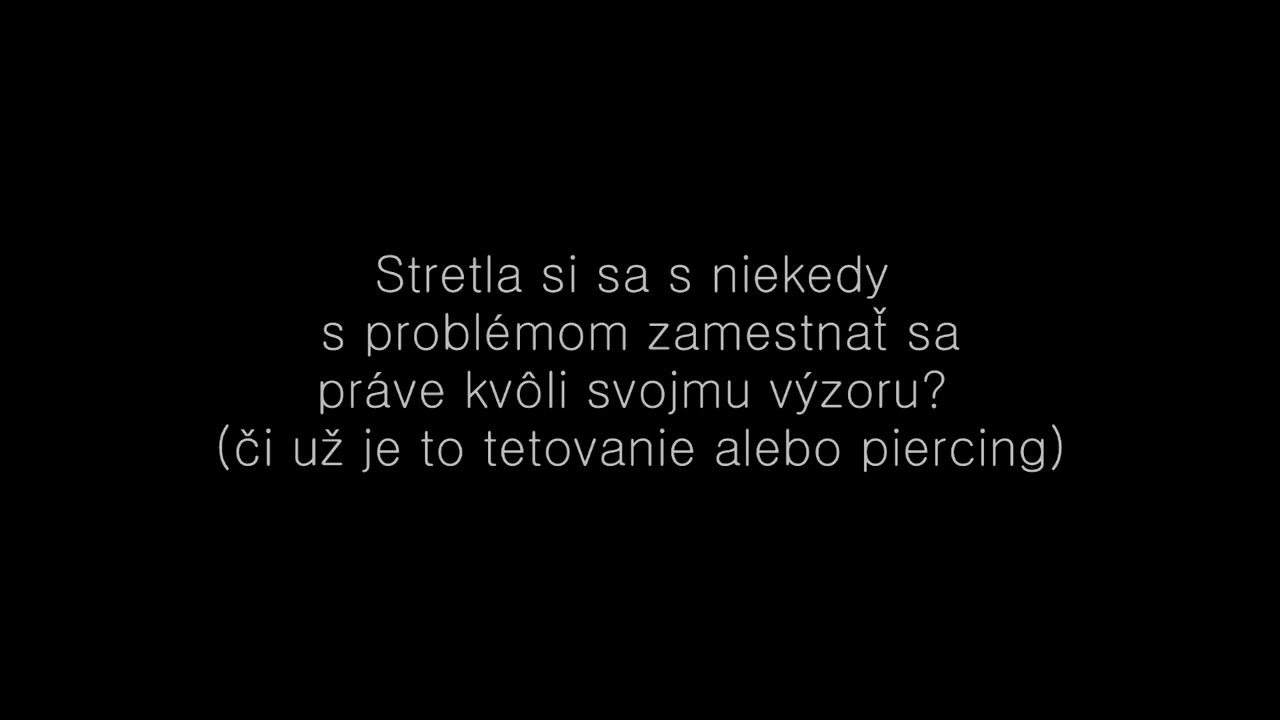 Stretla si sa s niekedy
s problémom zamestnať sa
práve kvôli svojmu výzoru?
(či už je to tetovanie alebo piercing)